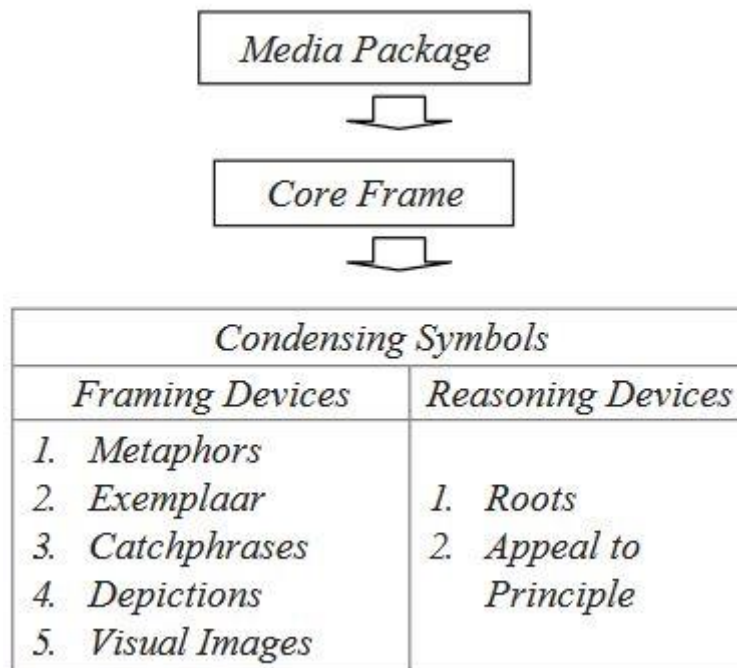 Media Package
Core Frame
Condensing Symbols
Framing Devices
Reasoning Devices
1. Metaphors
2. Exemplaar
3. Catchphrases
4. Depictions
5. Visual Images
1. Roots
2. Appeal to
Principle